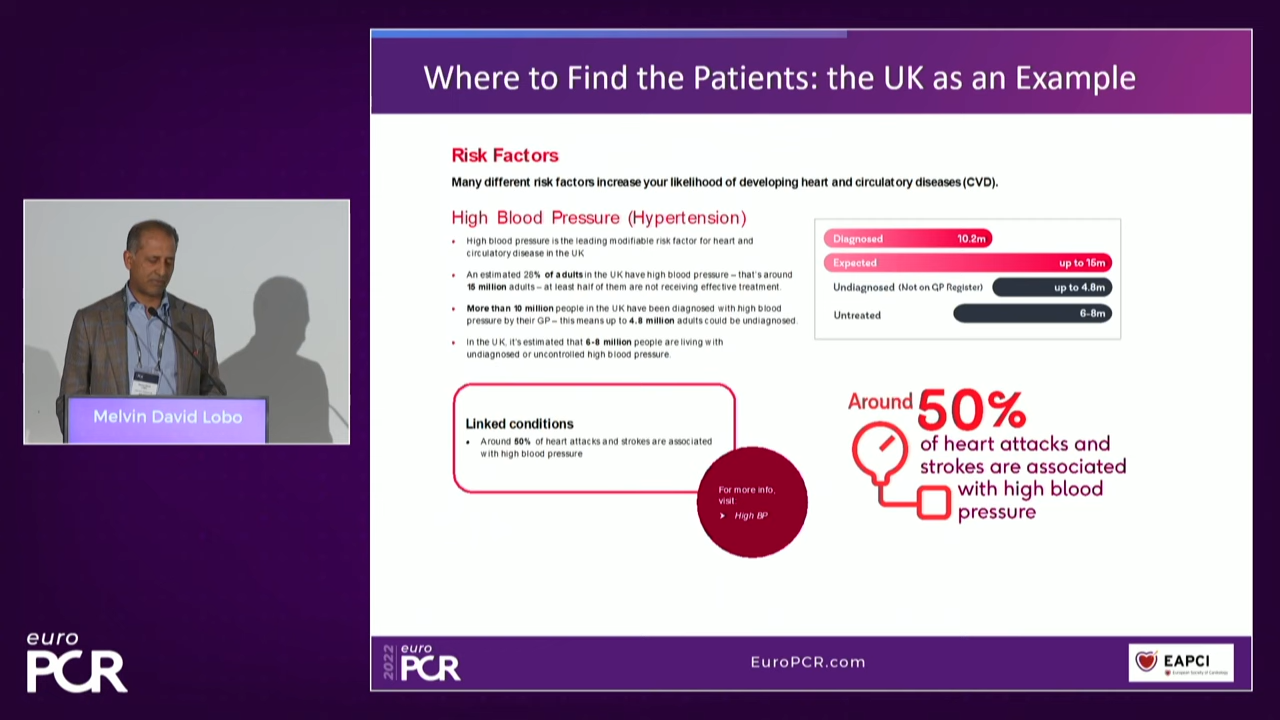 Where to Find the Patients: the UK as an Example
Risk Factors
Many different risk factors increase your likelihood of developing heart and circulatory diseases (CVD).
High Blood Pressure (Hypertension)
• High blood pressure is the leading modifiable risk factor for heart and
circulatory disease in the UK
• An estimated 28% of adults in the UK have high blood pressure – that's around
15 million adults – at least half of them are not receiving effective treatment.
• More than 10 million people in the UK have been diagnosed with high blood
pressure by their GP – this means up to 4.8 million adults could be undiagnosed.
• In the UK, it's estimated that 6-8 million people are living with
undiagnosed or uncontrolled high blood pressure.
Diagnosed 10.2m
Expected up to 15m
Undiagnosed (Not on GP Register) up to 4.8m
Untreated 6-8m
Linked conditions
• Around 50% of heart attacks and strokes are associated
with high blood pressure
For more info,
visit
➤ High BP
Around 50%
of heart attacks and
strokes are associated
with high blood
pressure
Melvin David Lobo
euro
PCR
2022
euro
PCR
EuroPCR.com
EAPCI
European Society of Cardiology